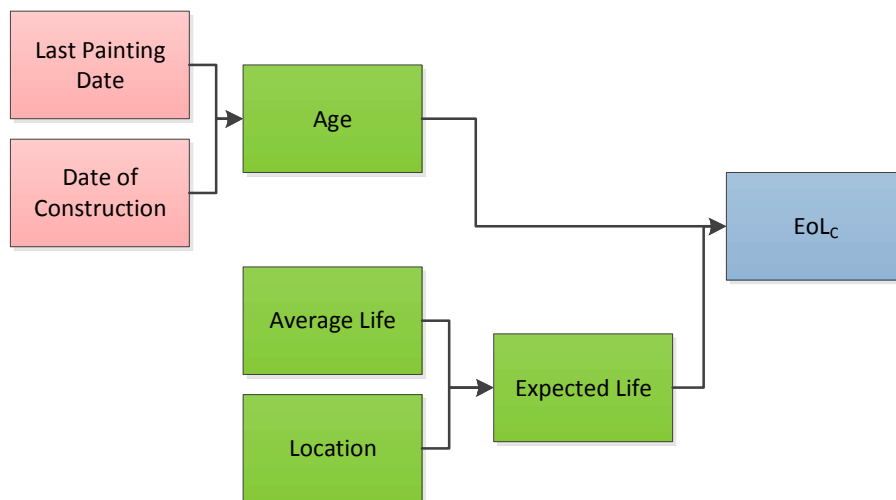 Last Painting
Date
Age
Date of
Construction
EoLC
Average Life
Expected Life
Location